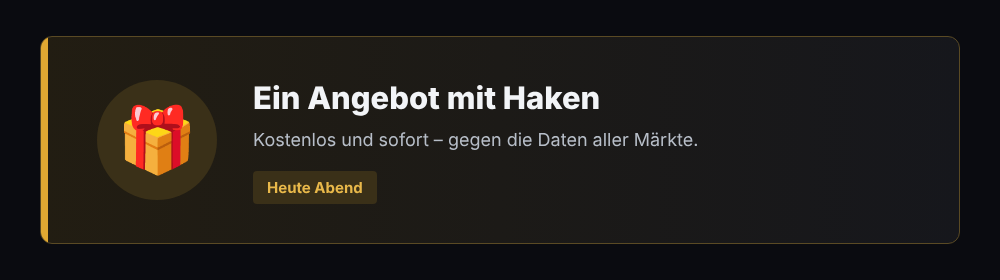 Ein Angebot mit Haken
Kostenlos und sofort – gegen die Daten aller Märkte.
Heute Abend